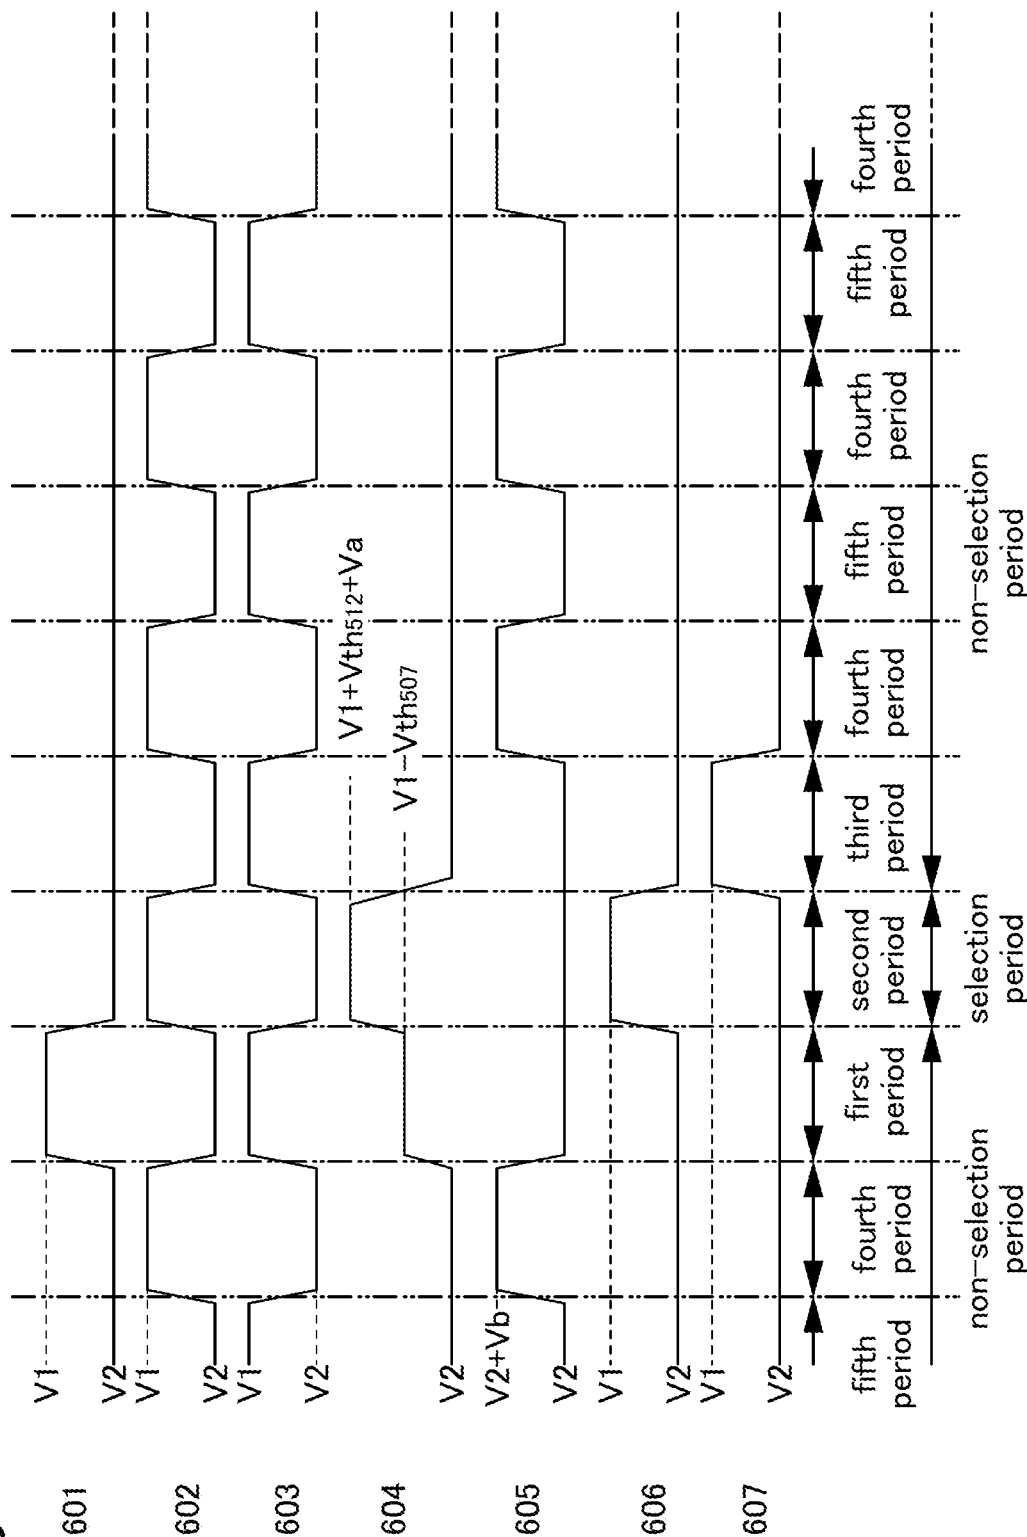 601
V1
V2
602
V1
V2
603
V1
V2
604
V1+Vth512+Va
V1-Vth507
V2
605
V2+Vb
V2
606
V1
V2
607
V1
V2
fifth
period
fourth
period
first
period
second
period
third
period
fourth
period
fifth
period
fourth
period
fifth
period
fourth
period
non-selection
period
selection
period
non-selection
period